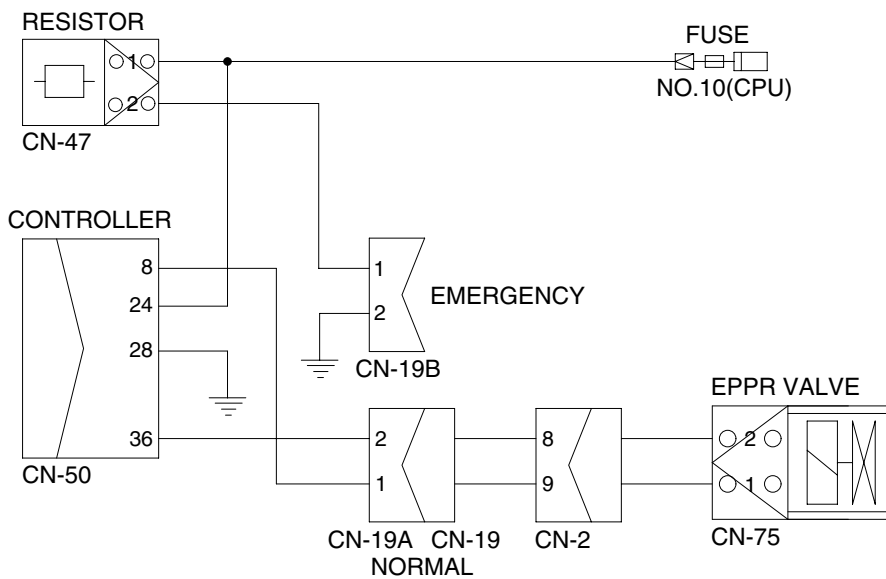 RESISTOR
1
2
CN-47
FUSE
NO.10(CPU)
CONTROLLER
8
24
28
36
CN-50
1
2
EMERGENCY
CN-19B
2
1
CN-19A CN-19
NORMAL
8
9
CN-2
EPPR VALVE
2
1
CN-75